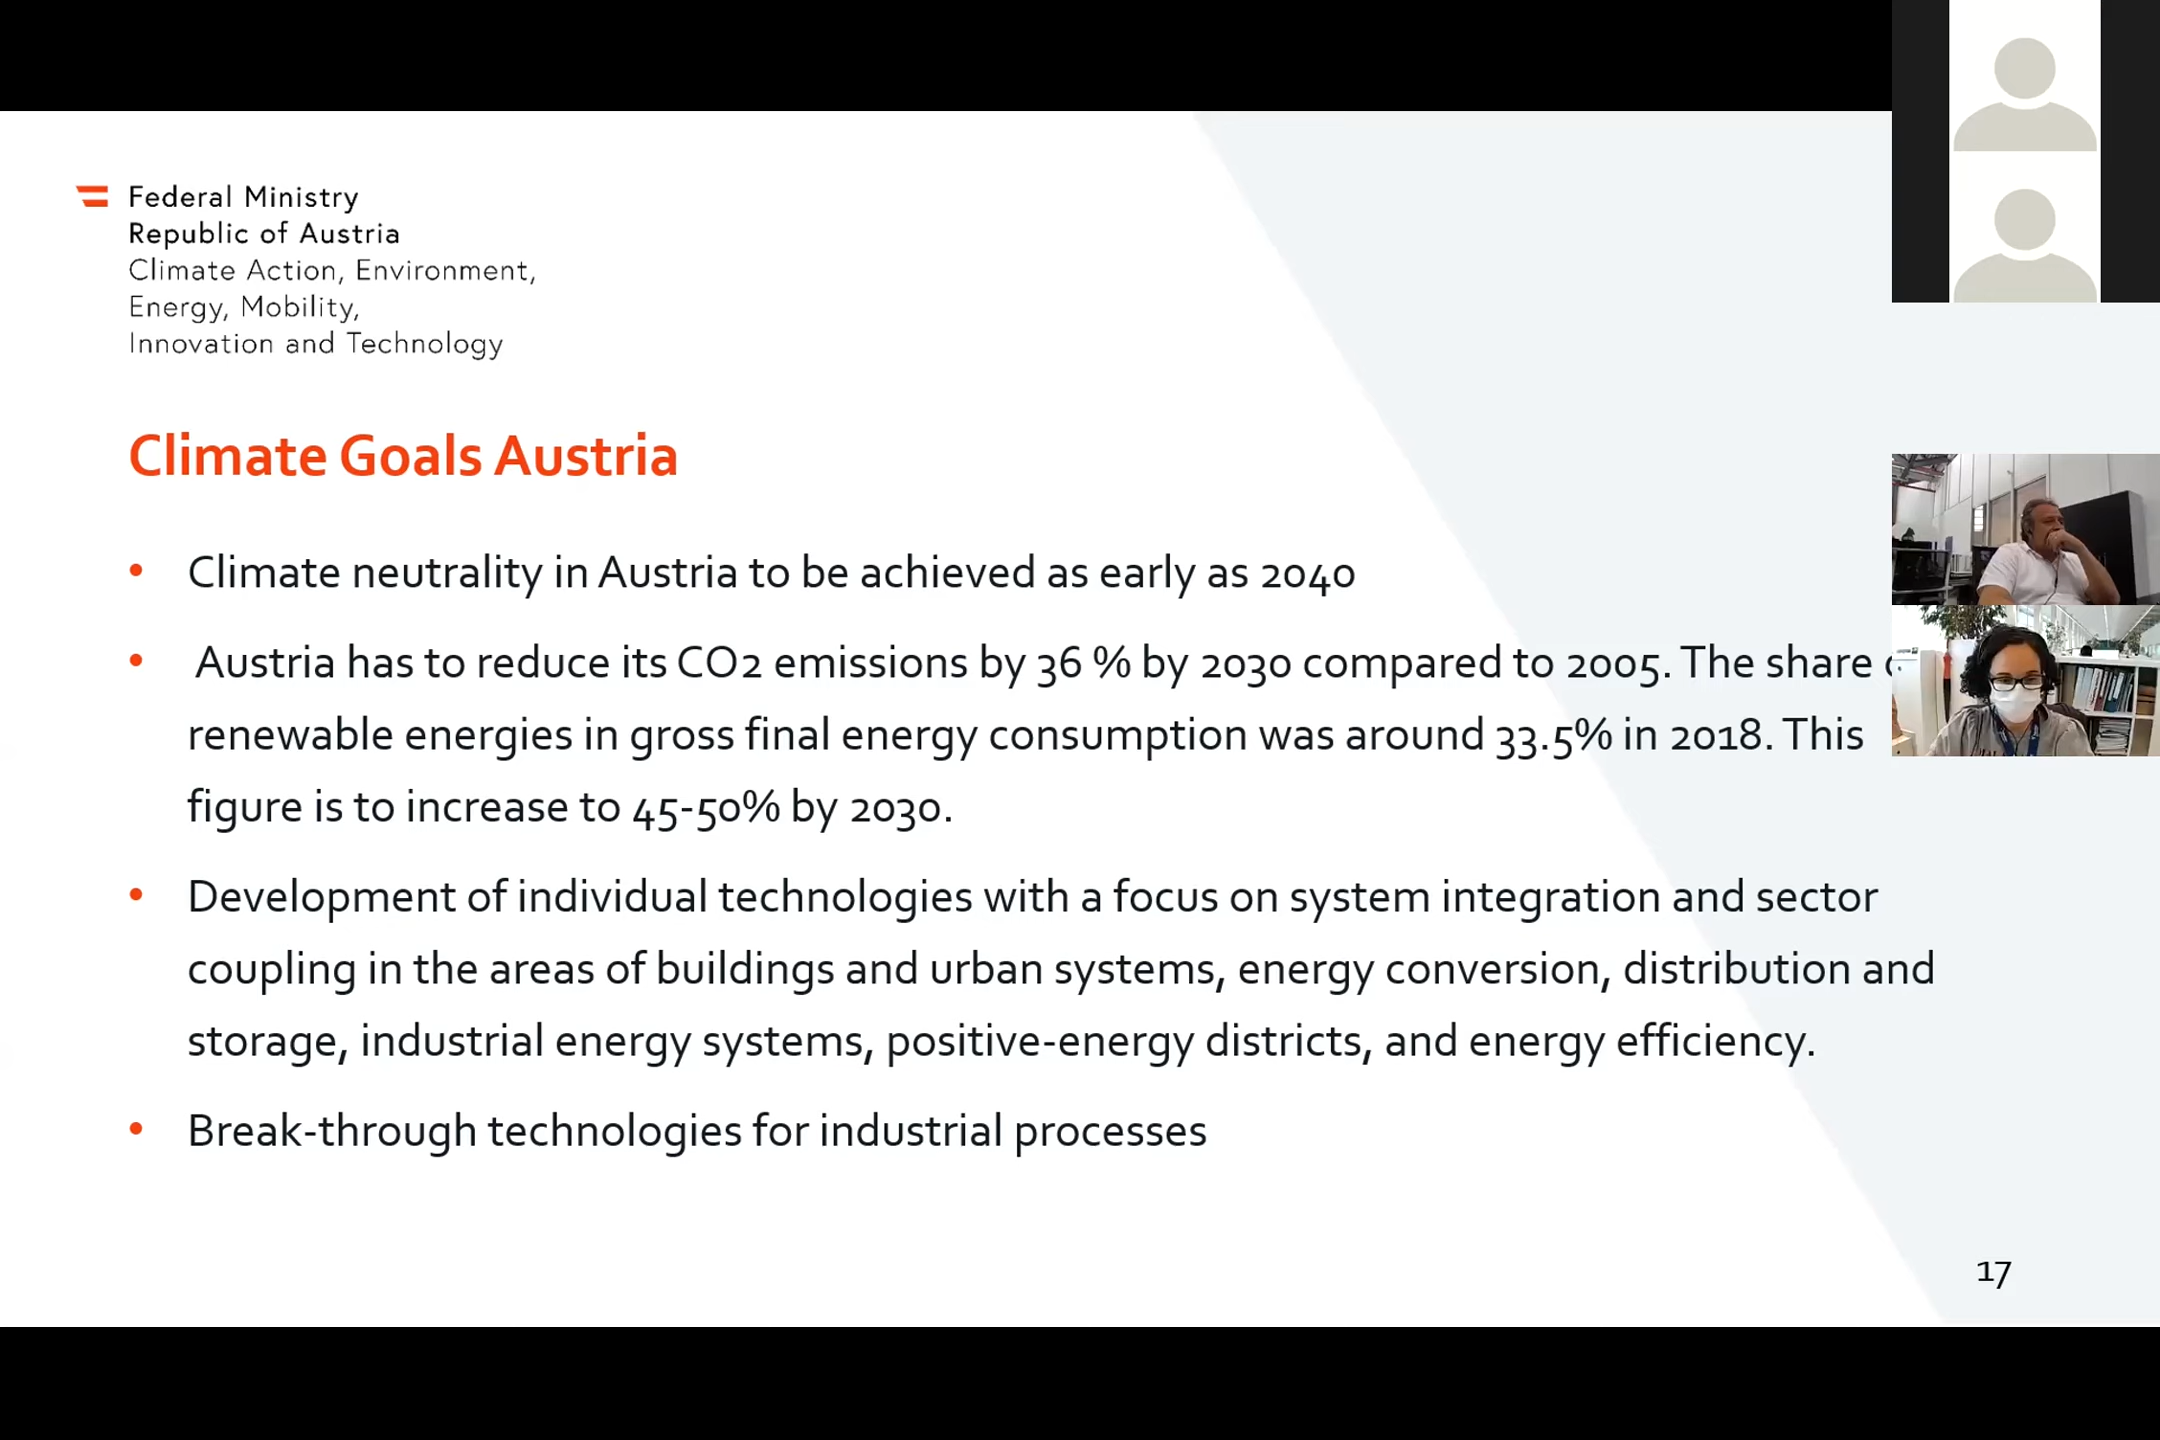 Federal Ministry
Republic of Austria
Climate Action, Environment,
Energy, Mobility,
Innovation and Technology
Climate Goals Austria
• Climate neutrality in Austria to be achieved as early as 2040
• Austria has to reduce its CO2 emissions by 36 % by 2030 compared to 2005. The share
renewable energies in gross final energy consumption was around 33.5% in 2018. This
figure is to increase to 45-50% by 2030.
• Development of individual technologies with a focus on system integration and sector
coupling in the areas of buildings and urban systems, energy conversion, distribution and
storage, industrial energy systems, positive-energy districts, and energy efficiency.
• Break-through technologies for industrial processes
17